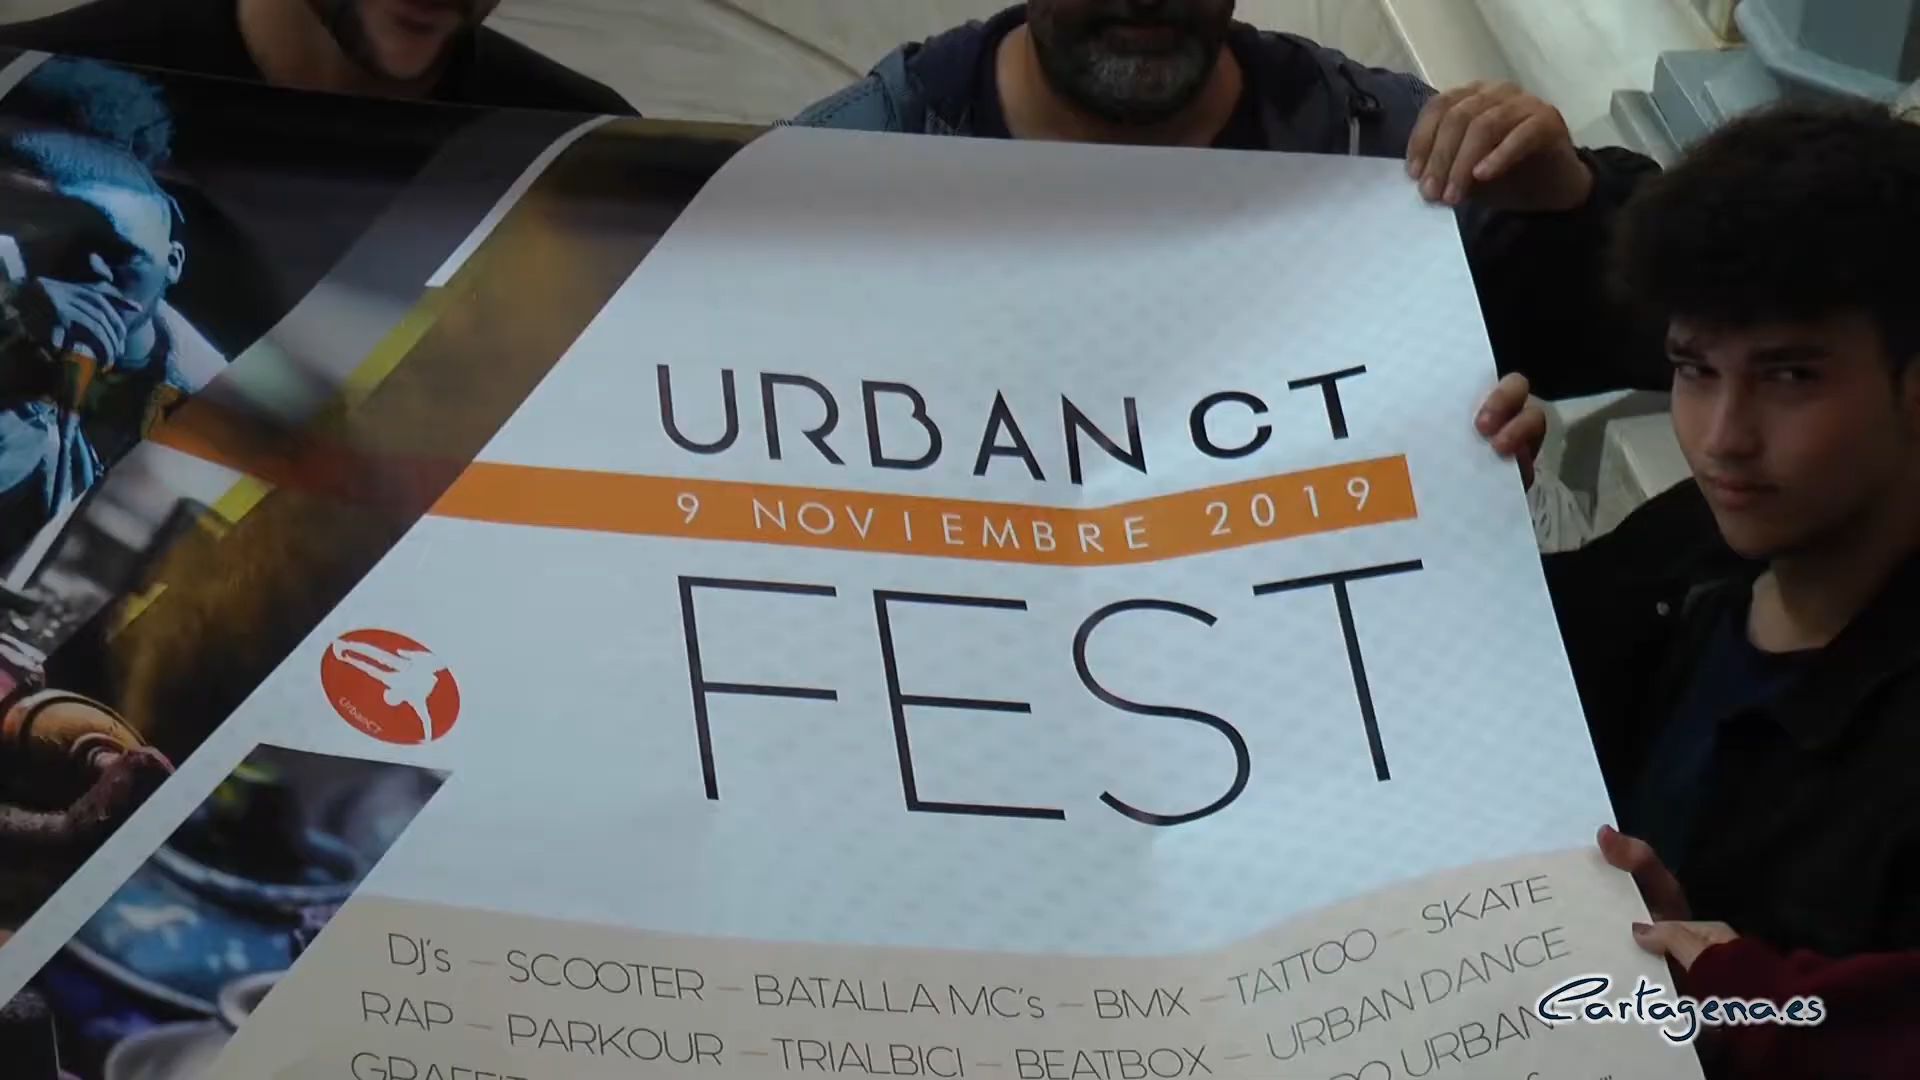 URBAN CT
9 NOVIEMBRE 2019
FEST
UrbanCT
DJ's – SCOOTER – BATALLA MC's – BMX – TATTOO – SKATE
RAP – PARKOUR – TRIALBICI – BEATBOX – URBAN DANCE
URBAN
Cartagena.es